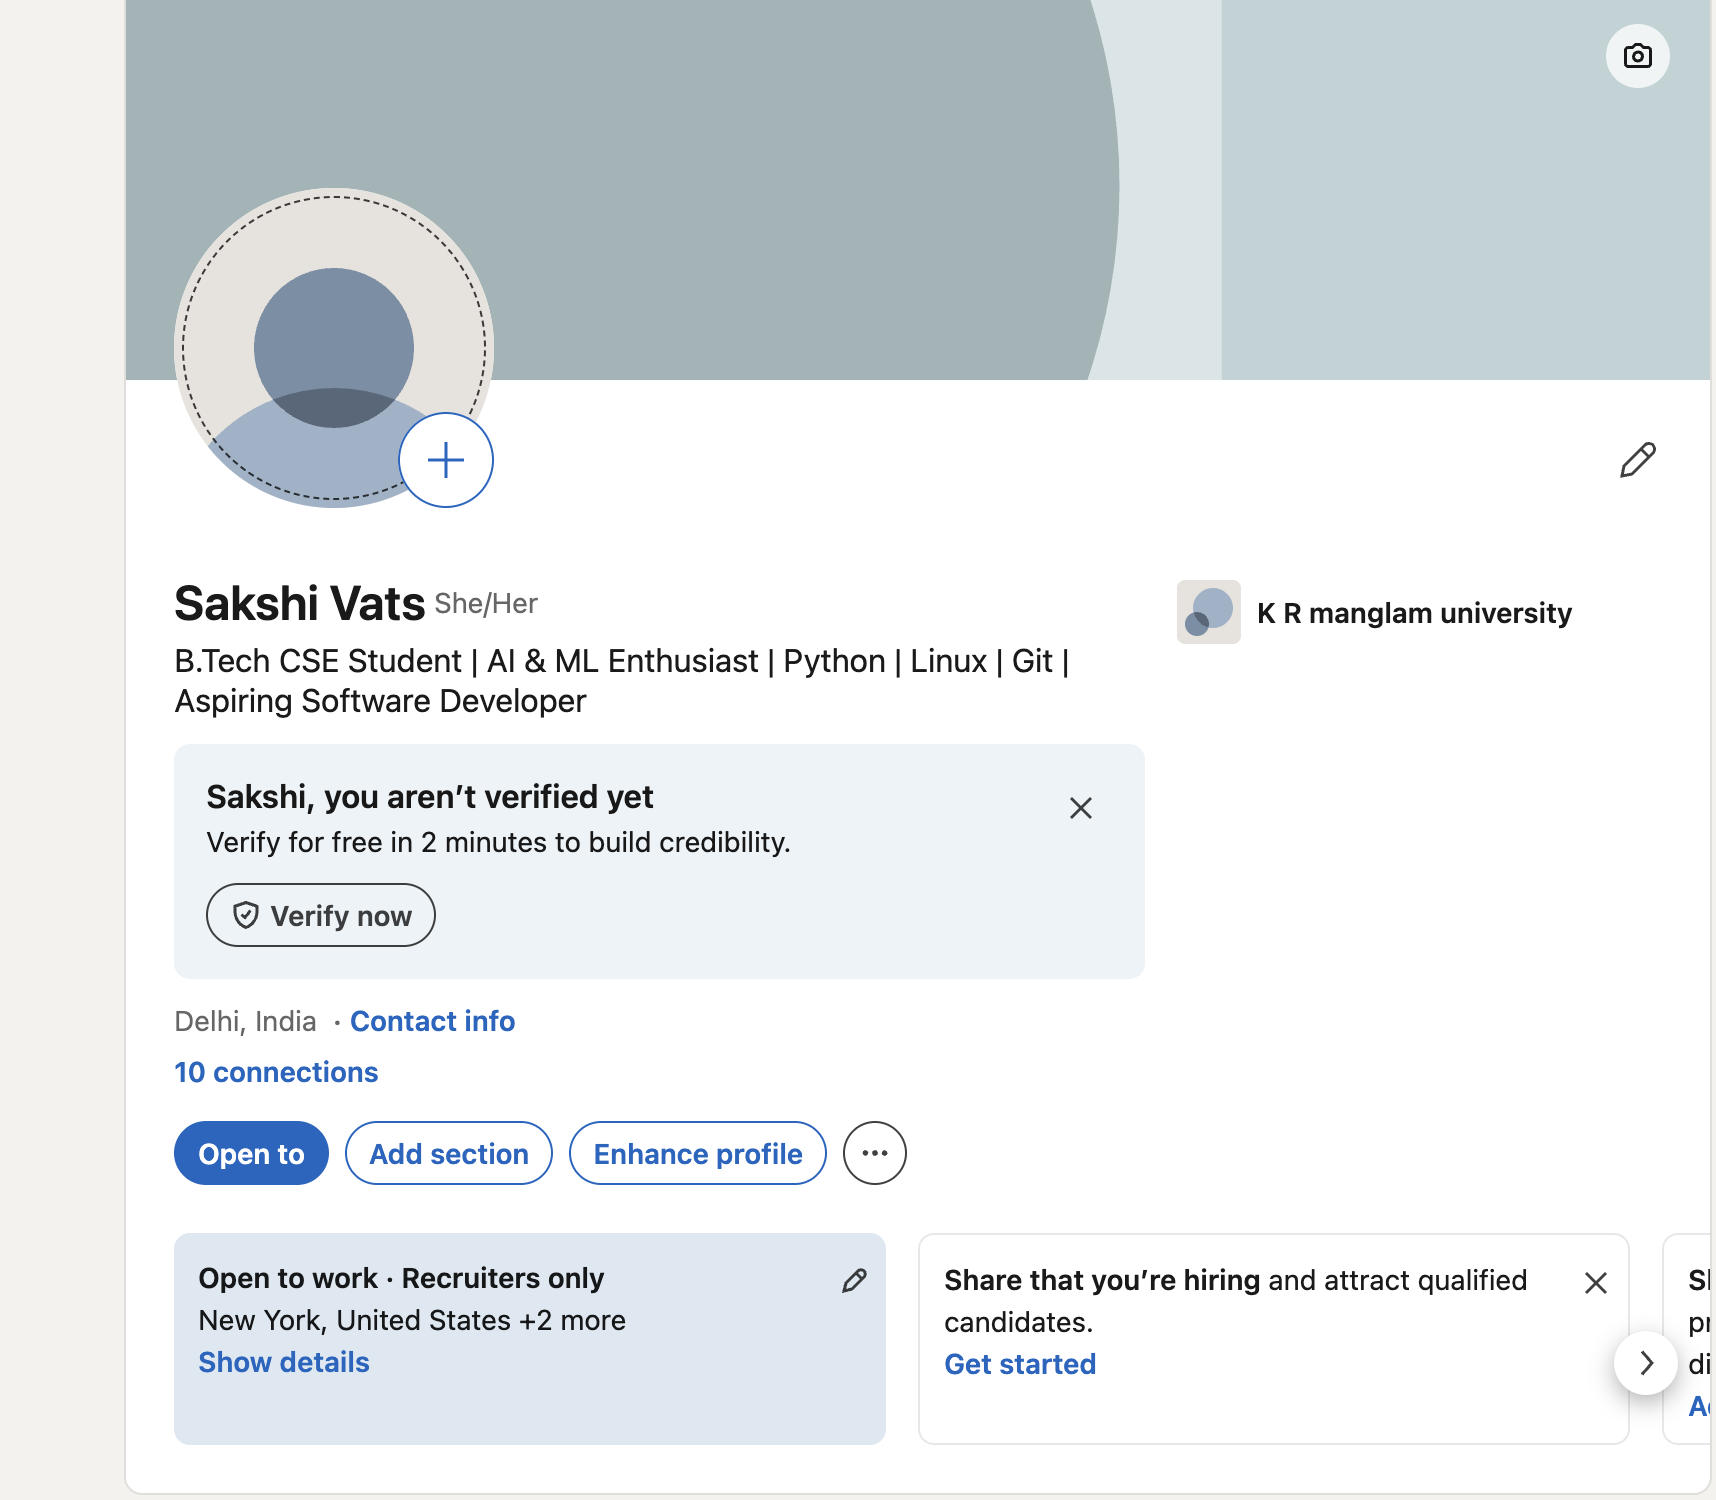 Sakshi Vats She/Her
K R manglam university
B.Tech CSE Student | AI & ML Enthusiast | Python | Linux | Git |
Aspiring Software Developer
Sakshi, you aren’t verified yet
Verify for free in 2 minutes to build credibility.
Verify now
Delhi, India · Contact info
10 connections
Open to
Add section
Enhance profile
Open to work · Recruiters only
New York, United States +2 more
Show details
Share that you’re hiring and attract qualified
candidates.
Get started